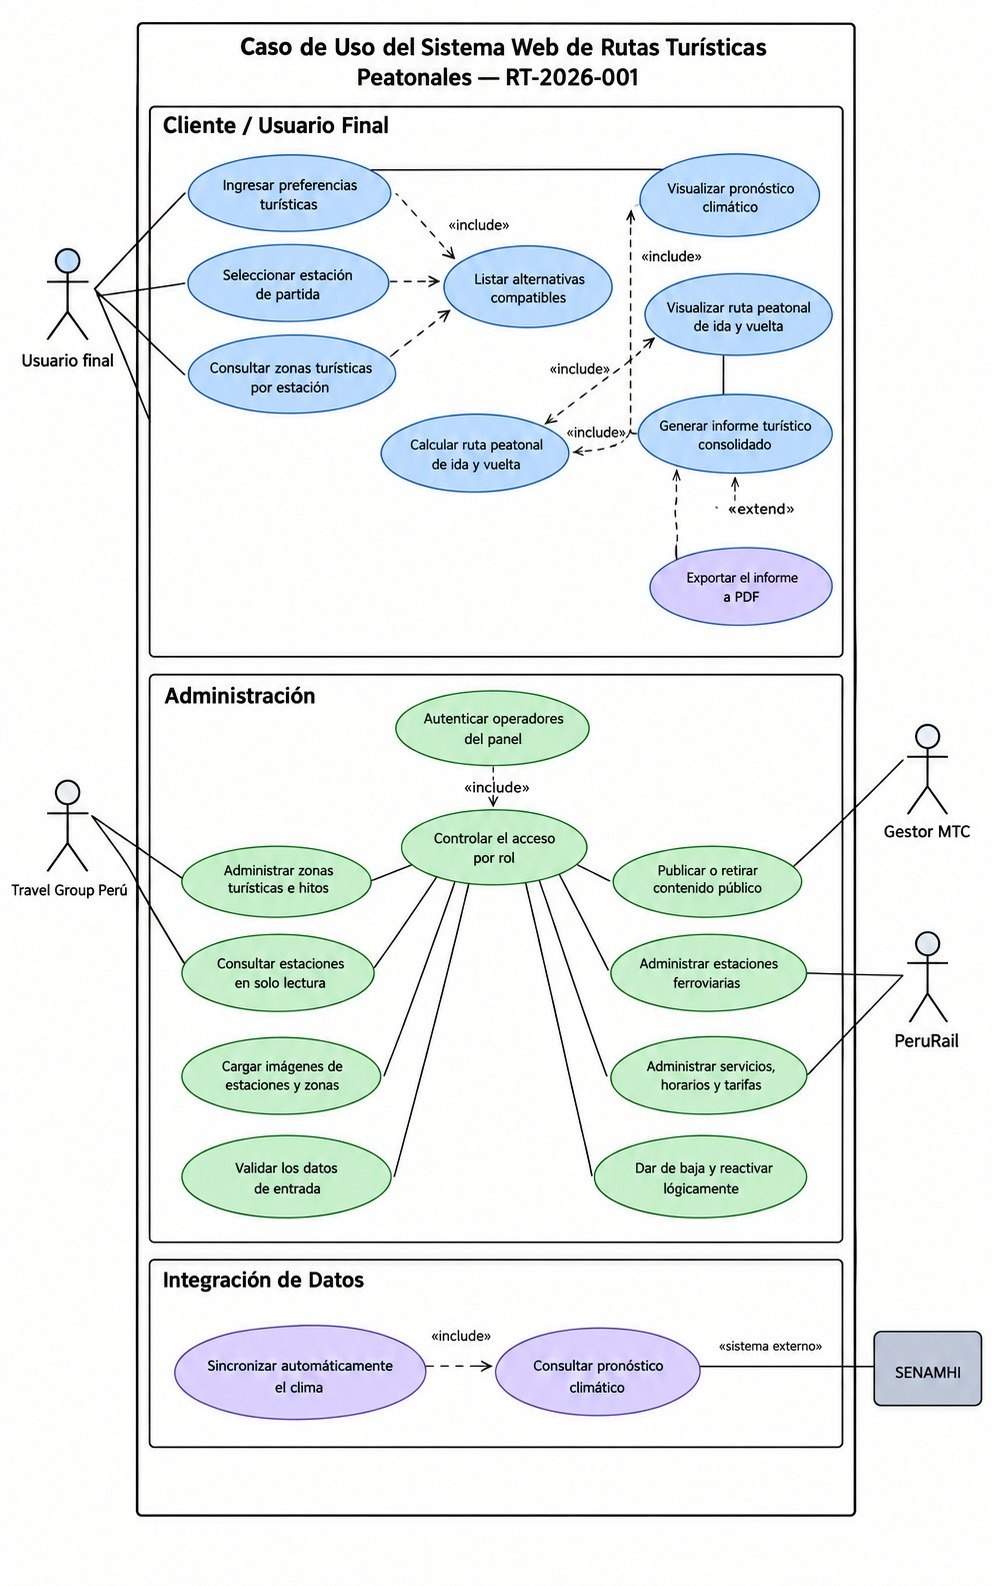 Caso de Uso del Sistema Web de Rutas Turísticas
Peatonales — RT-2026-001
Cliente / Usuario Final
Ingresar preferencias
turísticas
Visualizar pronóstico
climático
«include»
«include»
Seleccionar estación
de partida
Listar alternativas
compatibles
Visualizar ruta peatonal
de ida y vuelta
Usuario final
Consultar zonas turísticas
por estación
«include»
Calcular ruta peatonal
de ida y vuelta
«include»
Generar informe turístico
consolidado
«extend»
Exportar el informe
a PDF
Administración
Autenticar operadores
del panel
«include»
Controlar el acceso
por rol
Gestor MTC
Travel Group Perú
Administrar zonas
turísticas e hitos
Publicar o retirar
contenido público
Consultar estaciones
en solo lectura
Administrar estaciones
ferroviarias
PeruRail
Cargar imágenes de
estaciones y zonas
Administrar servicios,
horarios y tarifas
Validar los datos
de entrada
Dar de baja y reactivar
lógicamente
Integración de Datos
Sincronizar automáticamente
el clima
«include»
Consultar pronóstico
climático
«sistema externo»
SENAMHI